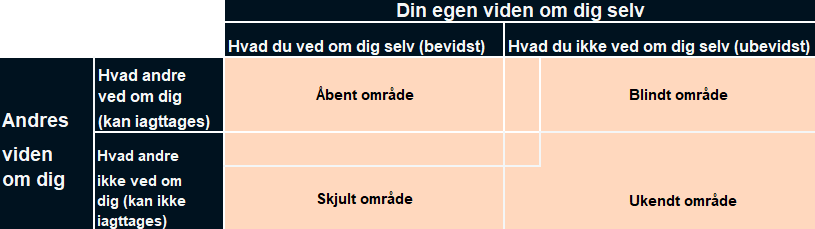 Din egen viden om dig selv
Hvad du ved om dig selv (bevidst)
Hvad du ikke ved om dig selv (ubevidst)
Andres
viden
om dig
Hvad andre
ved om dig
(kan iagttages)
Åbent område
Blindt område
Hvad andre
ikke ved om
dig (kan ikke
iagttages)
Skjult område
Ukendt område